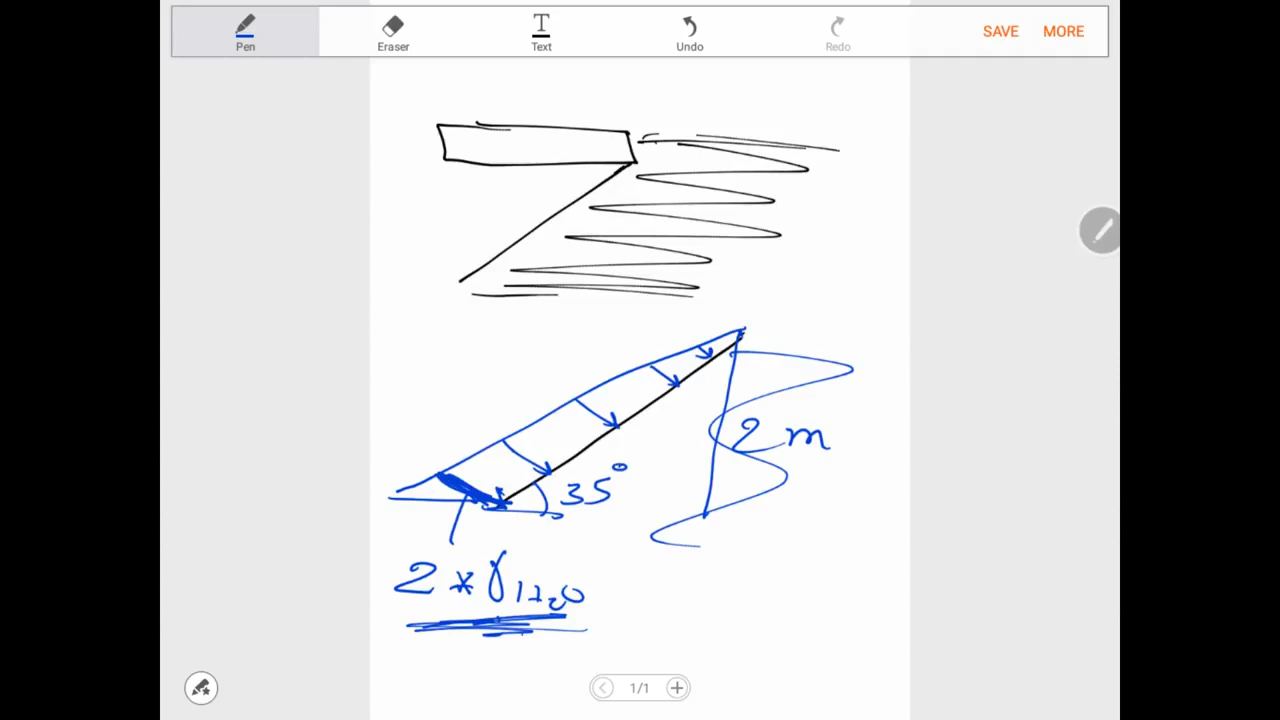 Pen Eraser Text Undo Redo SAVE MORE
2 m
35°
2 * γH₂O
1/1